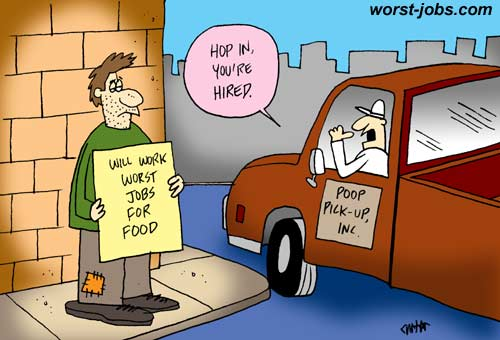 worst-jobs.com
HOP IN,
YOU'RE
HIRED.
WILL WORK
WORST
JOBS
FOR
FOOD
POOP
PICK-UP,
INC.